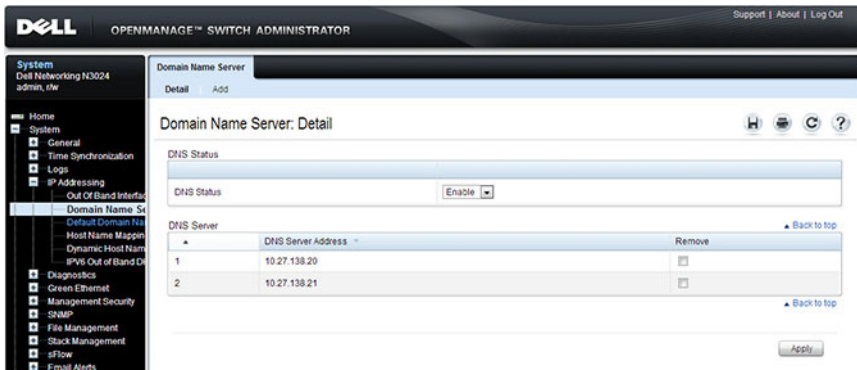 Support | About | Log Out
DELL OPENMANAGE™ SWITCH ADMINISTRATOR
System
Dell Networking N3024
admin, r/w
Home
System
General
Time Synchronization
Logs
IP Addressing
Out Of Band Interfac
Domain Name Se
Default Domain Na
Host Name Mappin
Dynamic Host Nam
IPV6 Out of Band D
Diagnostics
Green Ethernet
Management Security
SNMP
File Management
Stack Management
sFlow
Email Alerts
Domain Name Server
Detail Add
Domain Name Server: Detail
DNS Status
DNS Status Enable
DNS Server Back to top
DNS Server Address Remove
1 10.27.138.20
2 10.27.138.21
Back to top
Apply